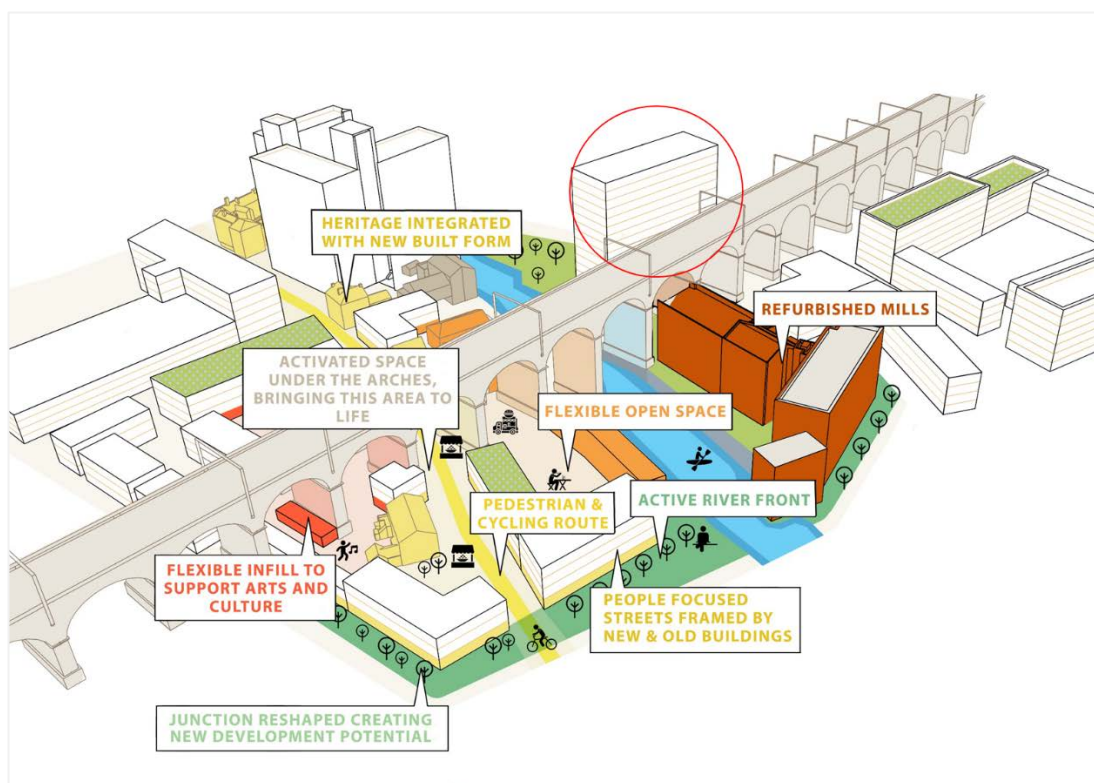 HERITAGE INTEGRATED
WITH NEW BUILT FORM
REFURBISHED MILLS
ACTIVATED SPACE
UNDER THE ARCHES,
BRINGING THIS AREA TO
LIFE
FLEXIBLE OPEN SPACE
PEDESTRIAN &
CYCLING ROUTE
ACTIVE RIVER FRONT
FLEXIBLE INFILL TO
SUPPORT ARTS AND
CULTURE
PEOPLE FOCUSED
STREETS FRAMED BY
NEW & OLD BUILDINGS
JUNCTION RESHAPED CREATING
NEW DEVELOPMENT POTENTIAL